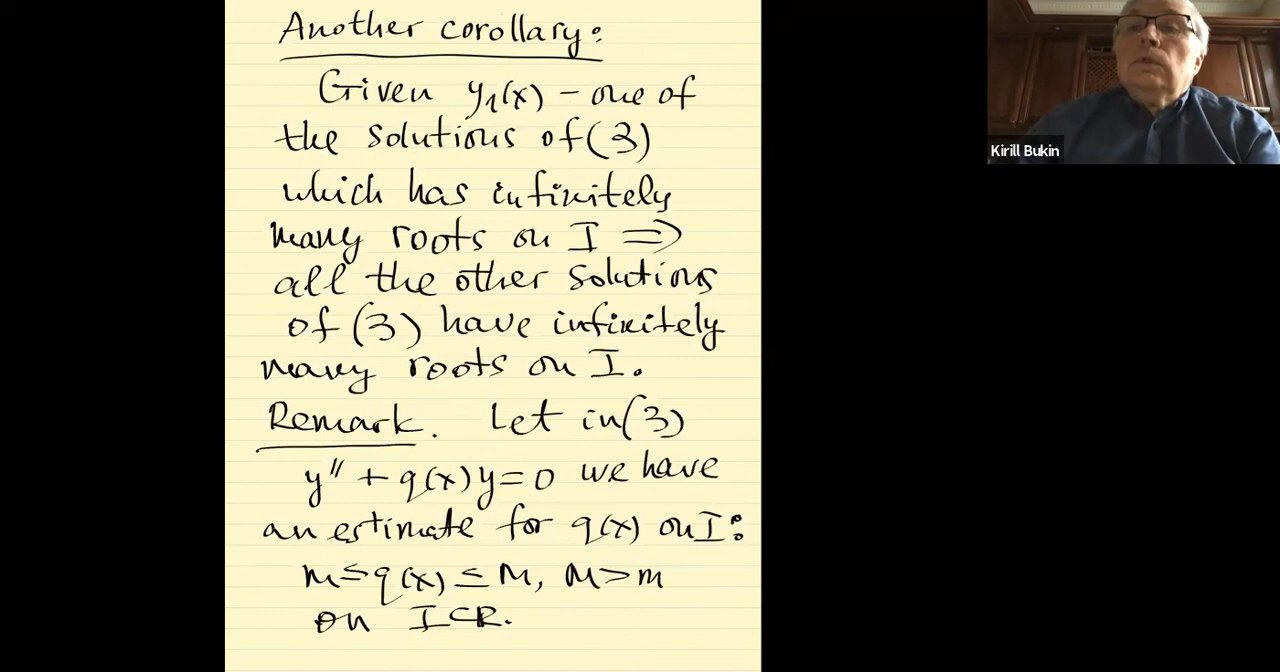 Another corollary:
Given y₁(x) – one of
the solutions of (3)
which has infinitely
many roots on I ⇒
all the other solutions
of (3) have infinitely
many roots on I.
Remark. Let in (3)
y″ + q(x)y = 0 we have
an estimate for q(x) on I:
m ≤ q(x) ≤ M, M > m
on I ⊂ R.
Kirill Bukin